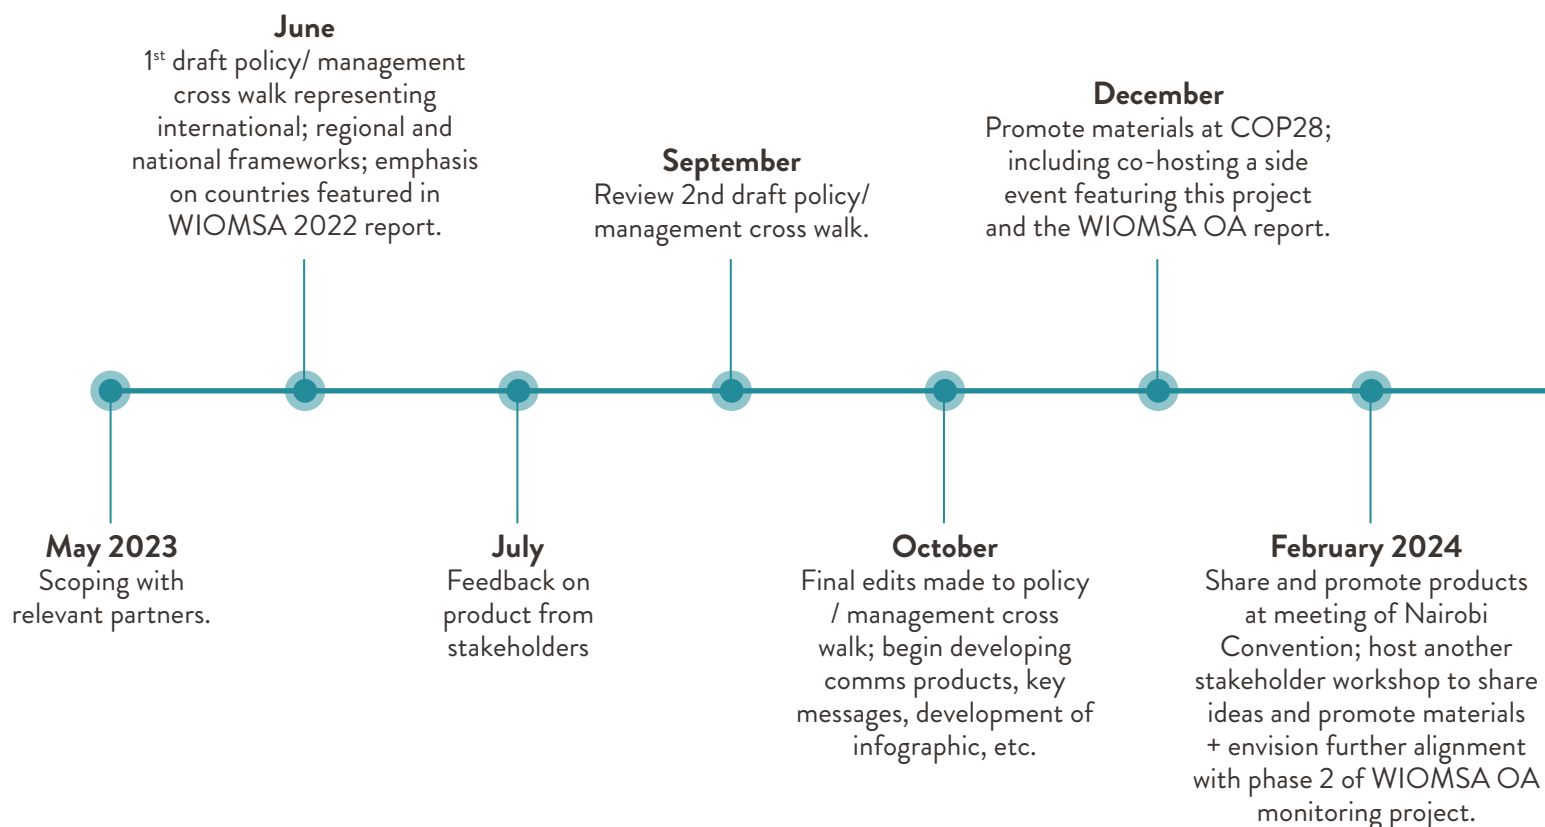 June
1st draft policy/ management
cross walk representing
international; regional and
national frameworks; emphasis
on countries featured in
WIOMSA 2022 report.
September
Review 2nd draft policy/
management cross walk.
December
Promote materials at COP28;
including co-hosting a side
event featuring this project
and the WIOMSA OA report.
May 2023
Scoping with
relevant partners.
July
Feedback on
product from
stakeholders
October
Final edits made to policy
/ management cross
walk; begin developing
comms products, key
messages, development of
infographic, etc.
February 2024
Share and promote products
at meeting of Nairobi
Convention; host another
stakeholder workshop to share
ideas and promote materials
+ envision further alignment
with phase 2 of WIOMSA OA
monitoring project.